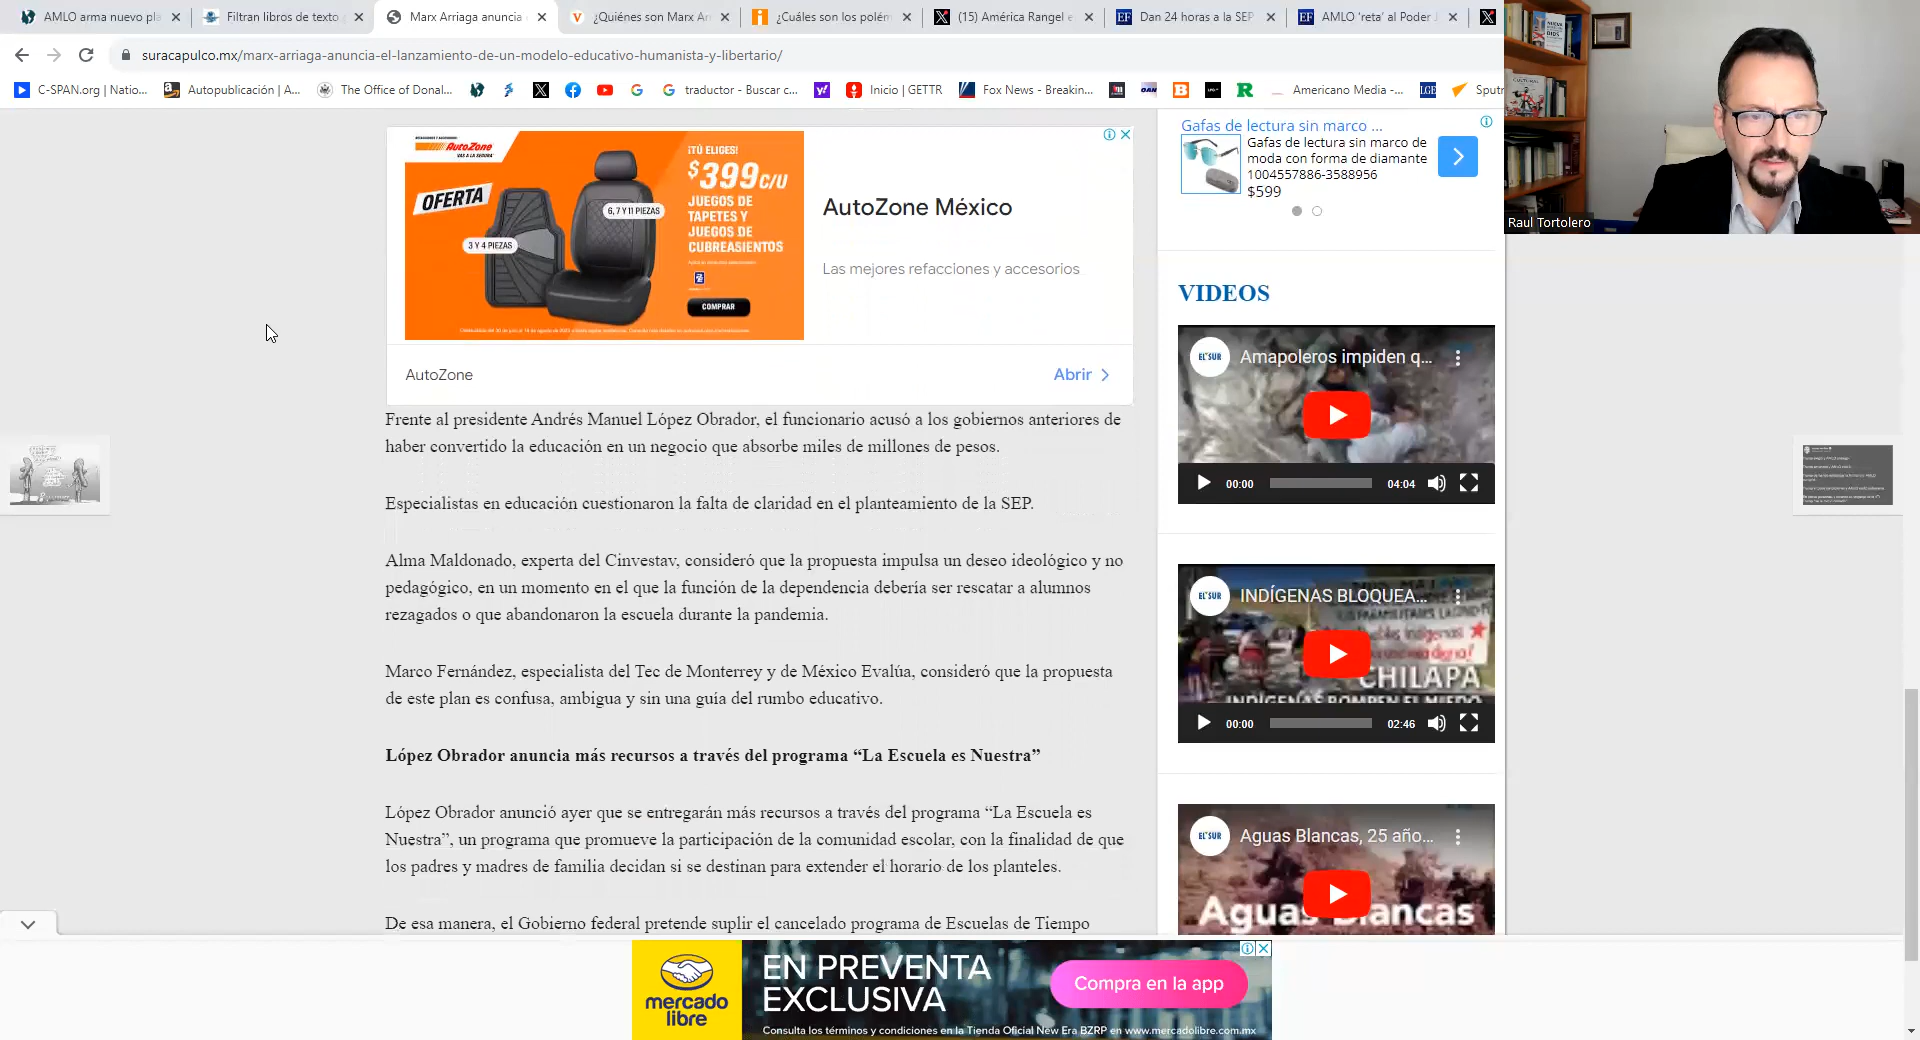 AMLO arma nuevo pla
Filtran libros de texto
Marx Arriaga anuncia
¿Quiénes son Marx Ar
¿Cuáles son los polém
(15) América Rangel e
Dan 24 horas a la SEP
AMLO 'reta' al Poder J
suracapulco.mx/marx-arriaga-anuncia-el-lanzamiento-de-un-modelo-educativo-humanista-y-libertario/
C-SPAN.org | Natio...
Autopublicación | A...
The Office of Donal...
traductor - Buscar c...
Inicio | GETTR
Fox News - Breakin...
OAN
Americano Media -...
LGE
Sputn
Raul Tortolero
AutoZone
OFERTA
3 Y 4 PIEZAS
6, 7 Y 11 PIEZAS
¡TÚ ELIGES!
$399 C/U
JUEGOS DE
TAPETES Y
JUEGOS DE
CUBREASIENTOS
COMPRAR
AutoZone México
Las mejores refacciones y accesorios
AutoZone
Abrir
Gafas de lectura sin marco ...
Gafas de lectura sin marco de
moda con forma de diamante
1004557886-3588956
$599
Frente al presidente Andrés Manuel López Obrador, el funcionario acusó a los gobiernos anteriores de
haber convertido la educación en un negocio que absorbe miles de millones de pesos.
Especialistas en educación cuestionaron la falta de claridad en el planteamiento de la SEP.
Alma Maldonado, experta del Cinvestav, consideró que la propuesta impulsa un deseo ideológico y no
pedagógico, en un momento en el que la función de la dependencia debería ser rescatar a alumnos
rezagados o que abandonaron la escuela durante la pandemia.
Marco Fernández, especialista del Tec de Monterrey y de México Evalúa, consideró que la propuesta
de este plan es confusa, ambigua y sin una guía del rumbo educativo.
López Obrador anuncia más recursos a través del programa “La Escuela es Nuestra”
López Obrador anunció ayer que se entregarán más recursos a través del programa “La Escuela es
Nuestra”, un programa que promueve la participación de la comunidad escolar, con la finalidad de que
los padres y madres de familia decidan si se destinan para extender el horario de los planteles.
De esa manera, el Gobierno federal pretende suplir el cancelado programa de Escuelas de Tiempo
VIDEOS
EL SUR
Amapoleros impiden q...
00:00
04:04
EL SUR
INDÍGENAS BLOQUEA...
CHILAPA
INDÍGENAS ROMPEN EL MIEDO
00:00
02:46
EL SUR
Aguas Blancas, 25 año...
Aguas Blancas
mercado
libre
EN PREVENTA
EXCLUSIVA
Compra en la app
Consulta los términos y condiciones en la Tienda Oficial New Era BZRP en www.mercadolibre.com.mx